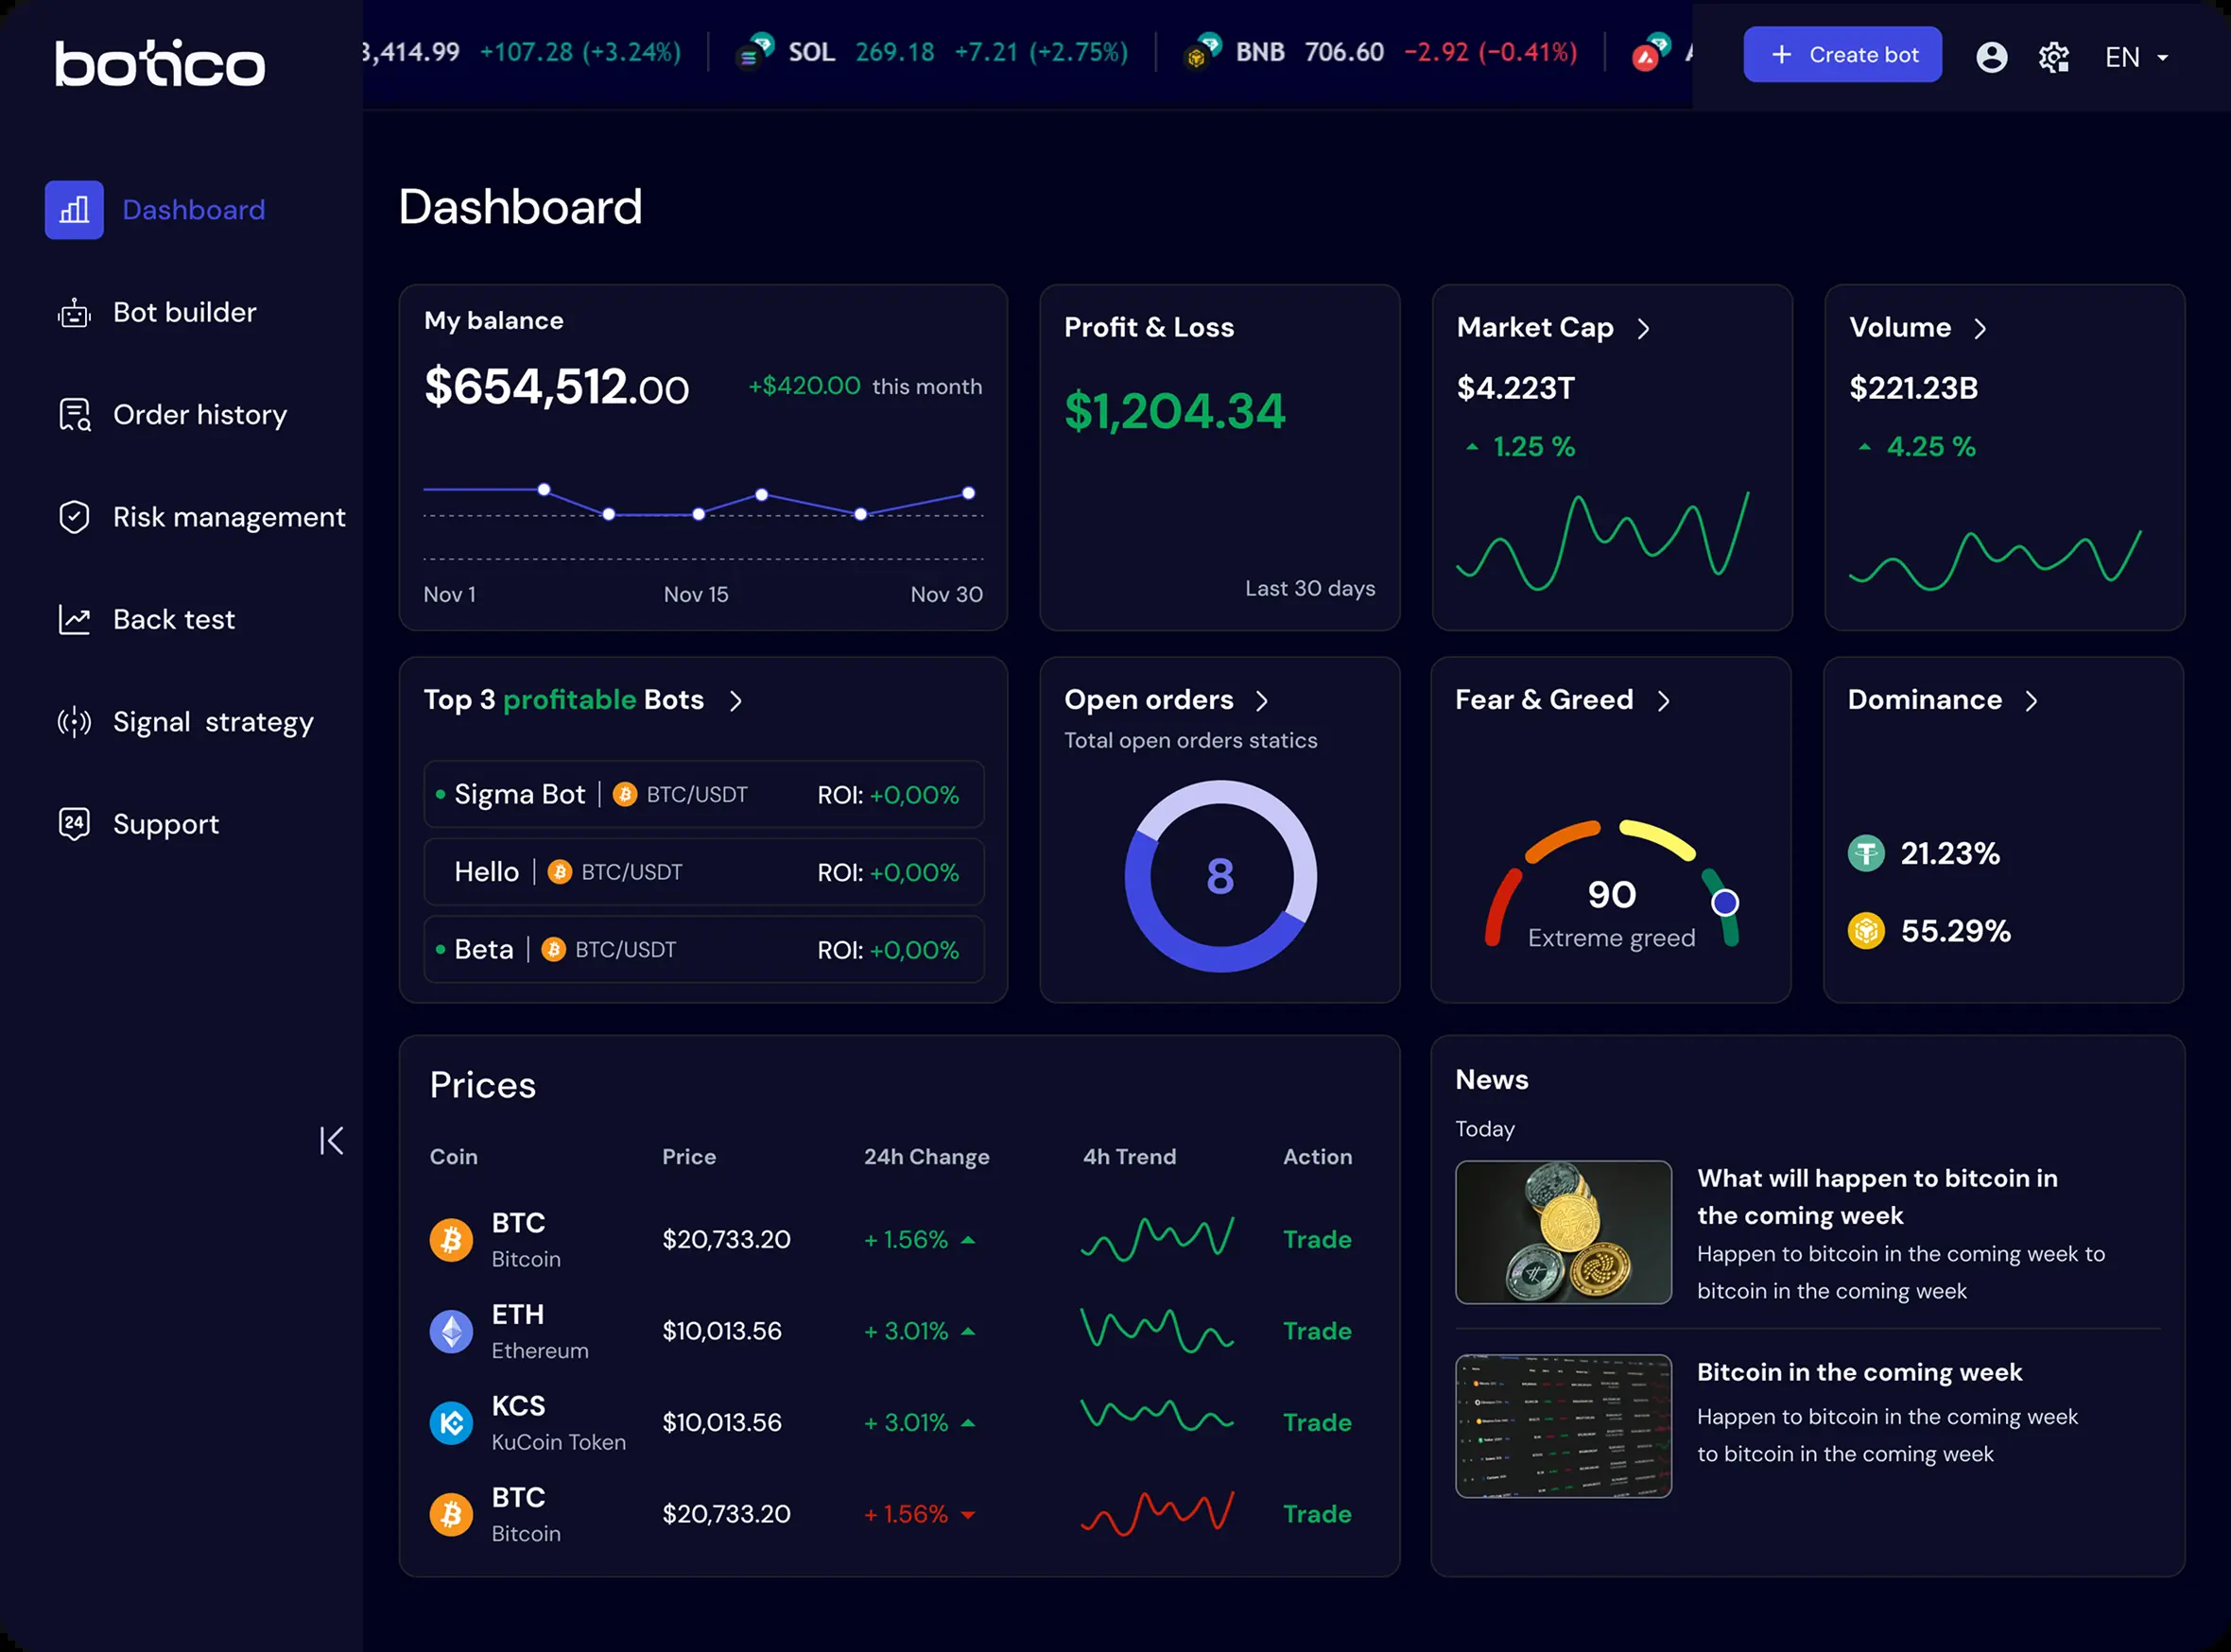 botico
3,414.99 +107.28 (+3.24%)
SOL 269.18 +7.21 (+2.75%)
BNB 706.60 −2.92 (−0.41%)
+ Create bot
EN
Dashboard
Bot builder
Order history
Risk management
Back test
Signal strategy
24 Support
Dashboard
My balance
$654,512.00 +$420.00 this month
Nov 1 Nov 15 Nov 30
Profit & Loss
$1,204.34
Last 30 days
Market Cap
$4.223T
1.25 %
Volume
$221.23B
4.25 %
Top 3 profitable Bots
Sigma Bot | BTC/USDT ROI: +0,00%
Hello | BTC/USDT ROI: +0,00%
Beta | BTC/USDT ROI: +0,00%
Open orders
Total open orders statics
8
Fear & Greed
90
Extreme greed
Dominance
21.23%
55.29%
Prices
Coin Price 24h Change 4h Trend Action
BTC
Bitcoin
$20,733.20 + 1.56% Trade
ETH
Ethereum
$10,013.56 + 3.01% Trade
KCS
KuCoin Token
$10,013.56 + 3.01% Trade
BTC
Bitcoin
$20,733.20 + 1.56% Trade
News
Today
What will happen to bitcoin in
the coming week
Happen to bitcoin in the coming week to
bitcoin in the coming week
Bitcoin in the coming week
Happen to bitcoin in the coming week
to bitcoin in the coming week